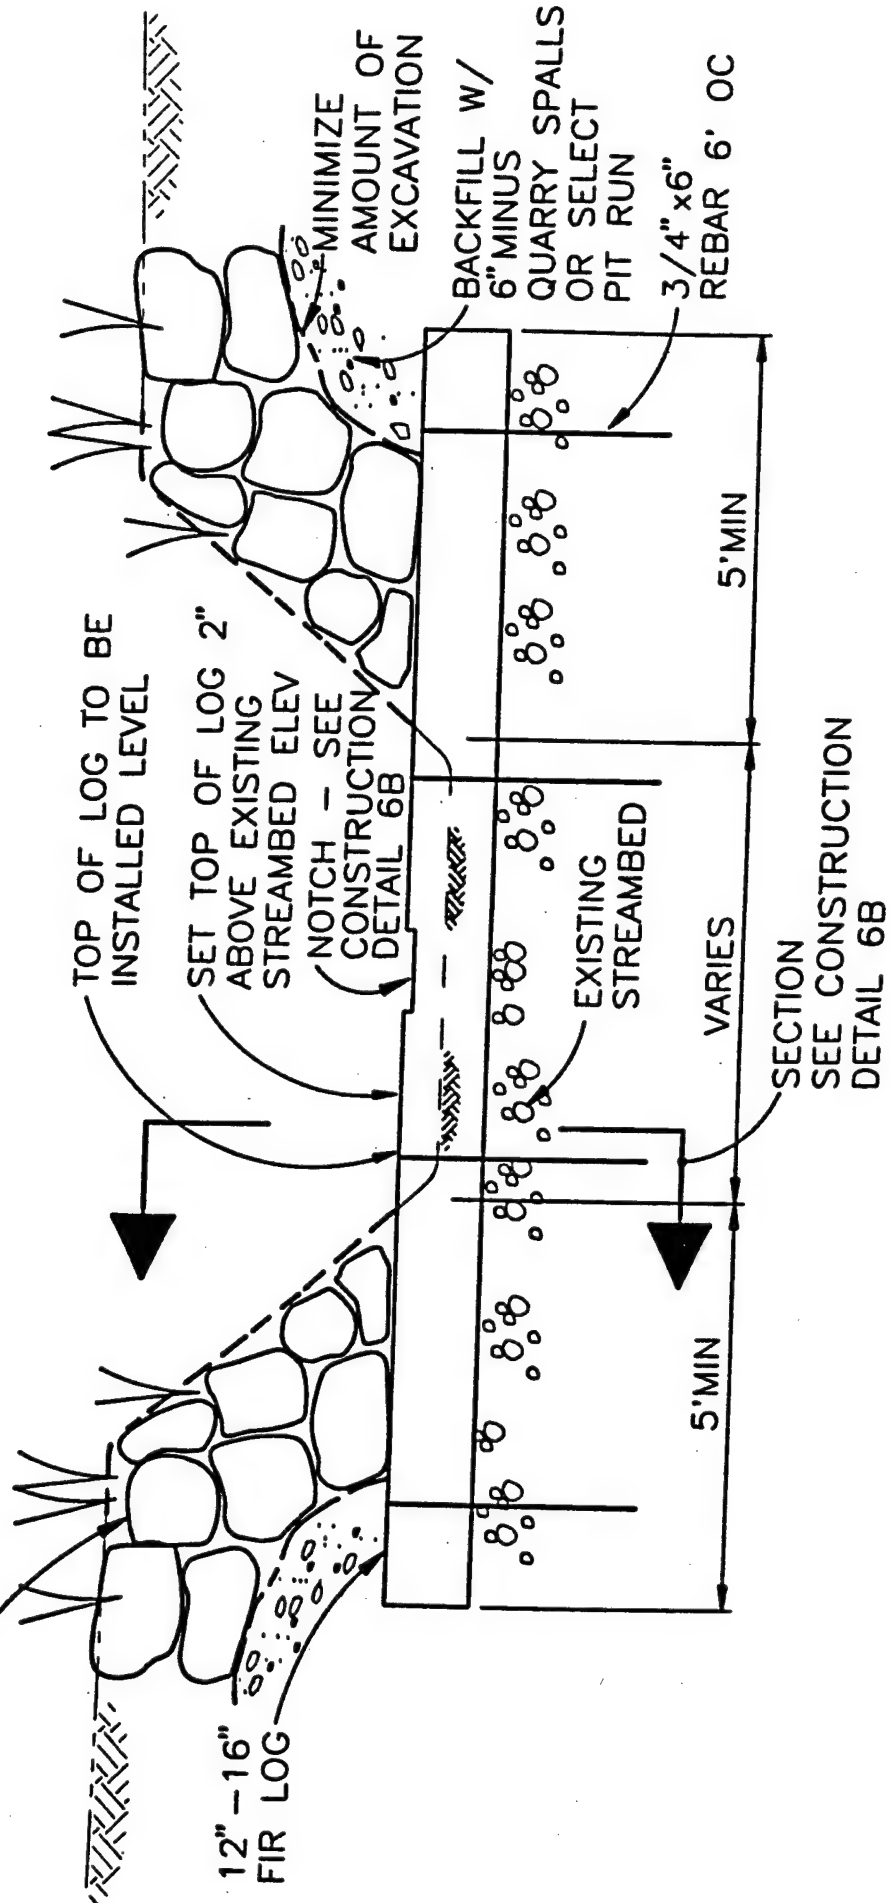 TOP OF LOG TO BE
INSTALLED LEVEL
SET TOP OF LOG 2"
ABOVE EXISTING
STREAMBED ELEV
NOTCH – SEE
CONSTRUCTION
DETAIL 6B
MINIMIZE
AMOUNT OF
EXCAVATION
BACKFILL W/
6" MINUS
QUARRY SPALLS
OR SELECT
PIT RUN
3/4" x6"
REBAR 6' OC
12"–16"
FIR LOG
EXISTING
STREAMBED
5'MIN
VARIES
5'MIN
SECTION
SEE CONSTRUCTION
DETAIL 6B